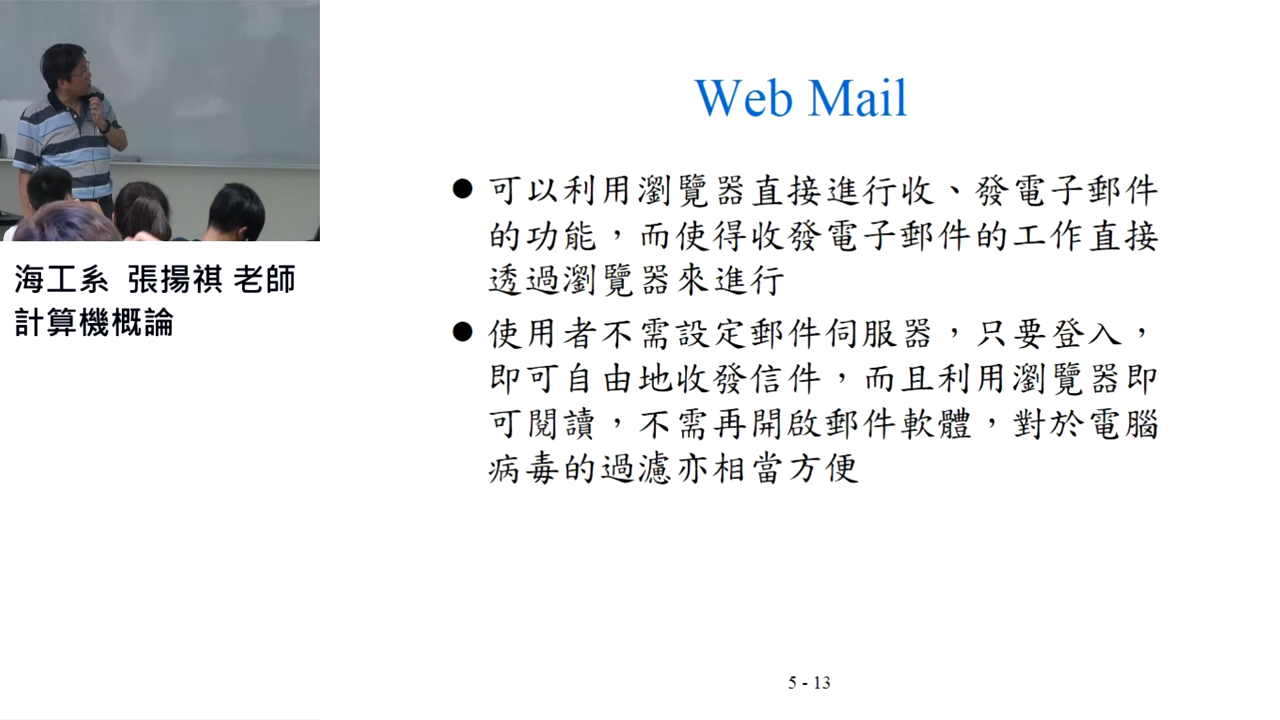 海工系 張揚祺 老師
計算機概論
Web Mail
● 可以利用瀏覽器直接進行收、發電子郵件
的功能，而使得收發電子郵件的工作直接
透過瀏覽器來進行
● 使用者不需設定郵件伺服器，只要登入，
即可自由地收發信件，而且利用瀏覽器即
可閱讀，不需再開啟郵件軟體，對於電腦
病毒的過濾亦相當方便
5 - 13